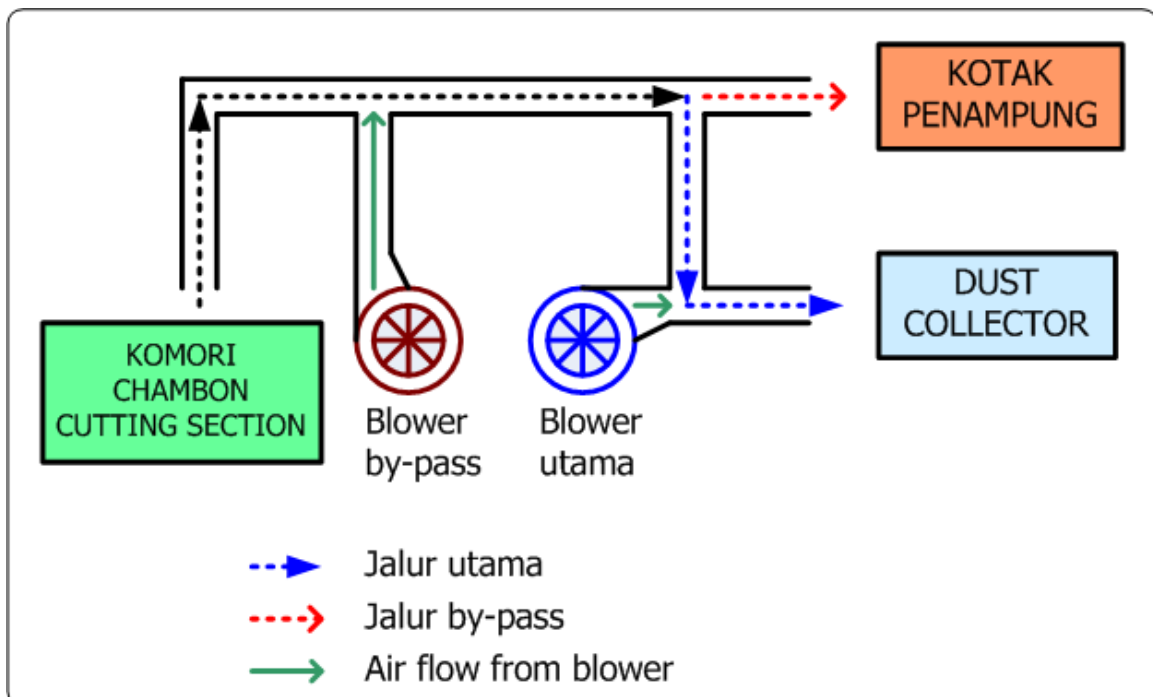 KOTAK
PENAMPUNG
DUST
COLLECTOR
KOMORI
CHAMBON
CUTTING SECTION
Blower
by-pass
Blower
utama
Jalur utama
Jalur by-pass
Air flow from blower